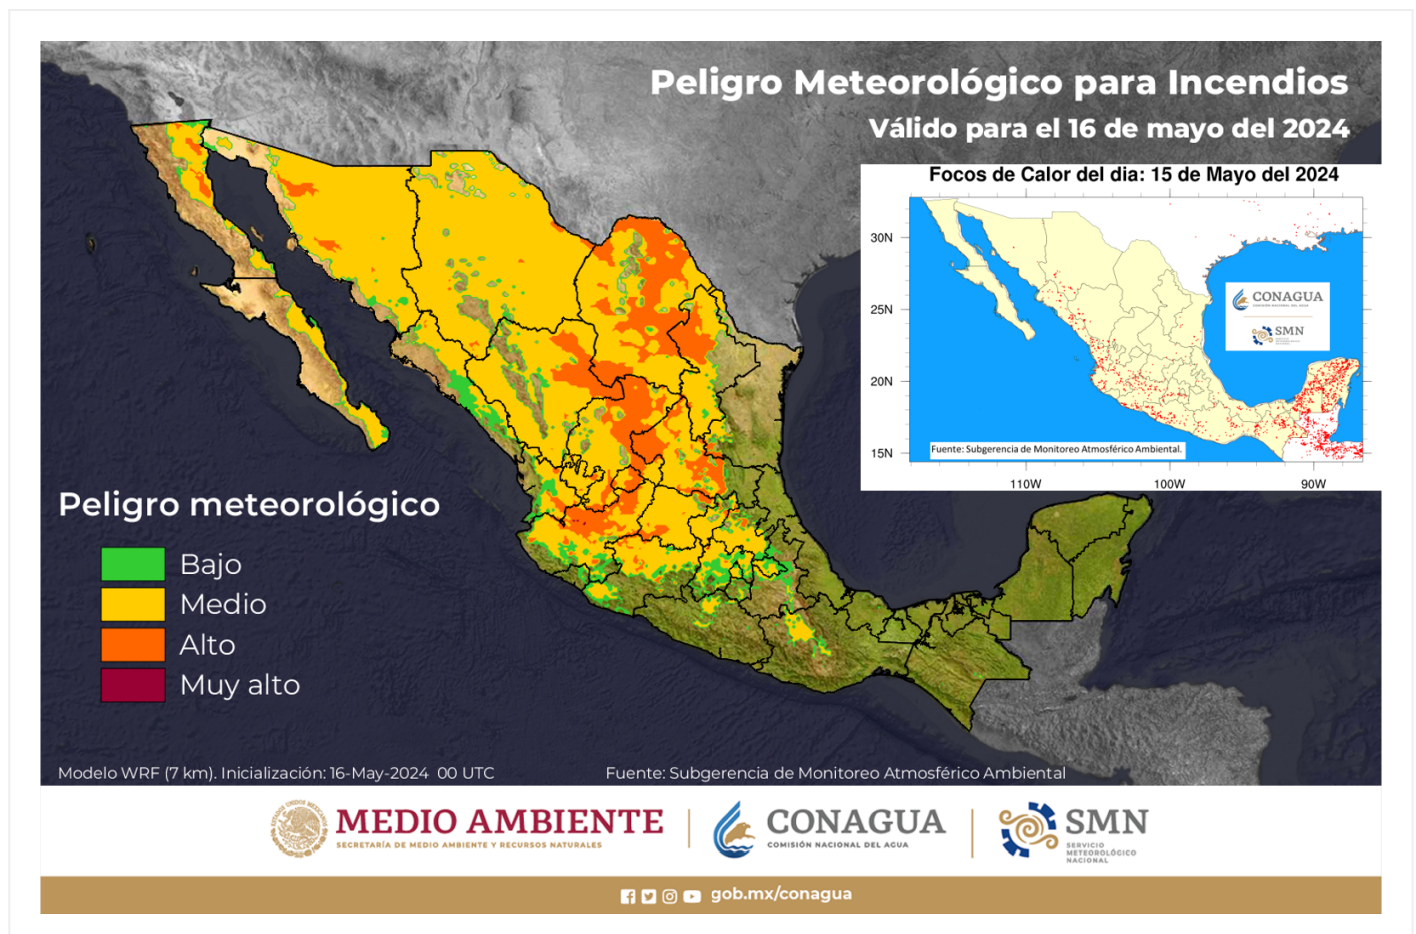 Peligro Meteorológico para Incendios
Válido para el 16 de mayo del 2024
Focos de Calor del dia: 15 de Mayo del 2024
30N
25N
20N
15N
110W
100W
90W
CONAGUA
SMN
Fuente: Subgerencia de Monitoreo Atmosférico Ambiental.
Peligro meteorológico
Bajo
Medio
Alto
Muy alto
Modelo WRF (7 km). Inicialización: 16-May-2024 00 UTC
Fuente: Subgerencia de Monitoreo Atmosférico Ambiental
MEDIO AMBIENTE
SECRETARÍA DE MEDIO AMBIENTE Y RECURSOS NATURALES
CONAGUA
COMISIÓN NACIONAL DEL AGUA
SMN
SERVICIO
METEOROLÓGICO
NACIONAL
gob.mx/conagua